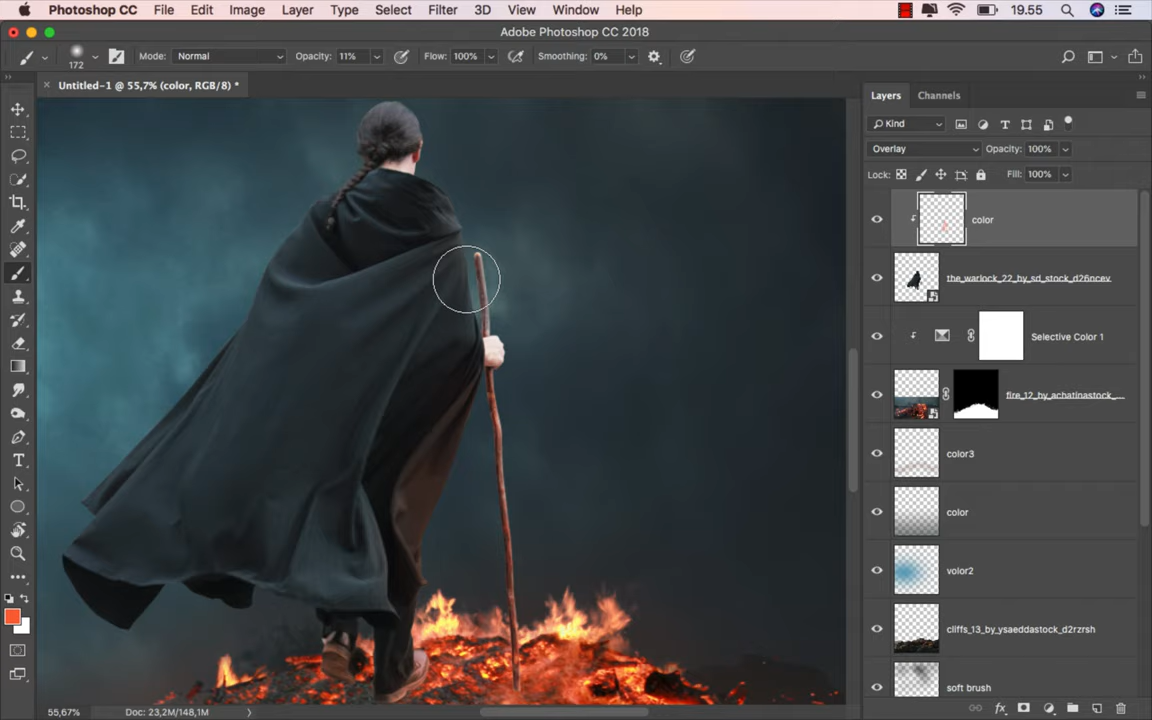 Photoshop CC File Edit Image Layer Type Select Filter 3D View Window Help 19.55
Adobe Photoshop CC 2018
172 Mode: Normal Opacity: 11% Flow: 100% Smoothing: 0%
Untitled-1 @ 55,7% (color, RGB/8) *
Layers Channels
Kind
Overlay Opacity: 100%
Lock: Fill: 100%
color
the_warlock_22_by_sd_stock_d26ncev
Selective Color 1
fire_12_by_achatinastock_...
color3
color
volor2
cliffs_13_by_ysaeddastock_d2rzrsh
soft brush
55,67% Doc: 23,2M/148,1M